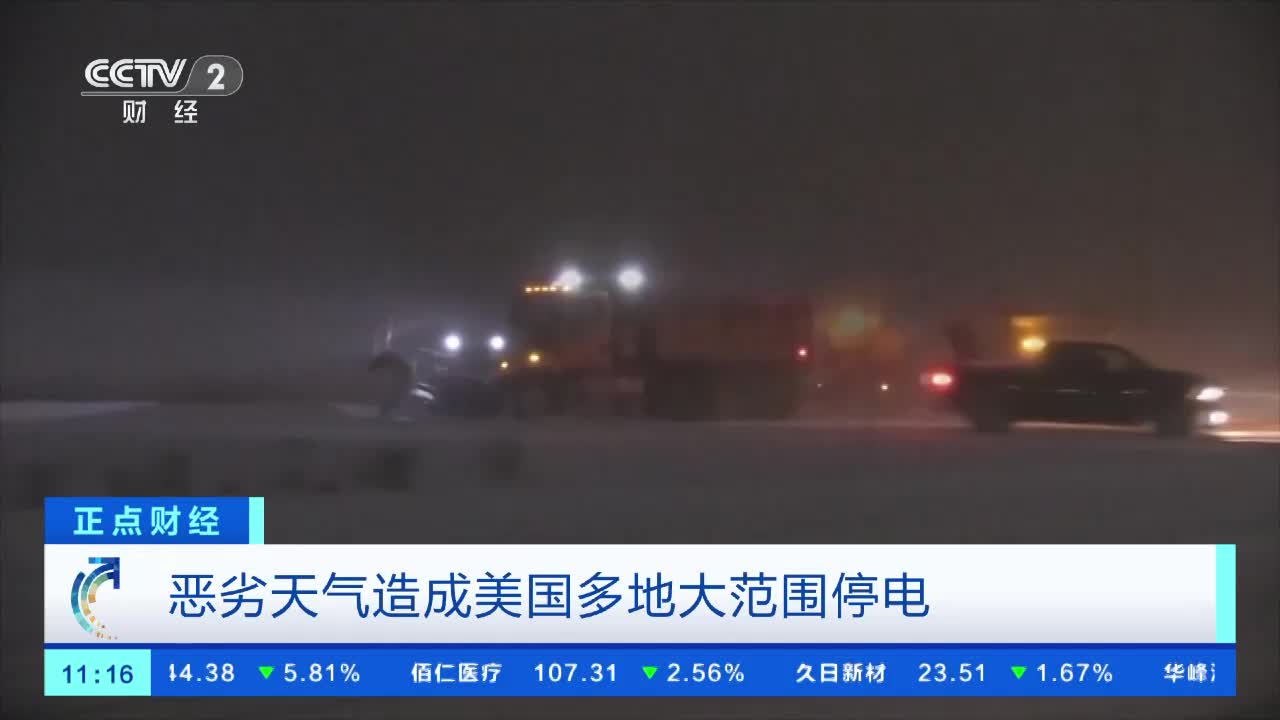 CCTV 2
财 经
正点财经
恶劣天气造成美国多地大范围停电
11:16 44.38 ▼ 5.81% 佰仁医疗 107.31 ▼ 2.56% 久日新材 23.51 ▼ 1.67% 华峰